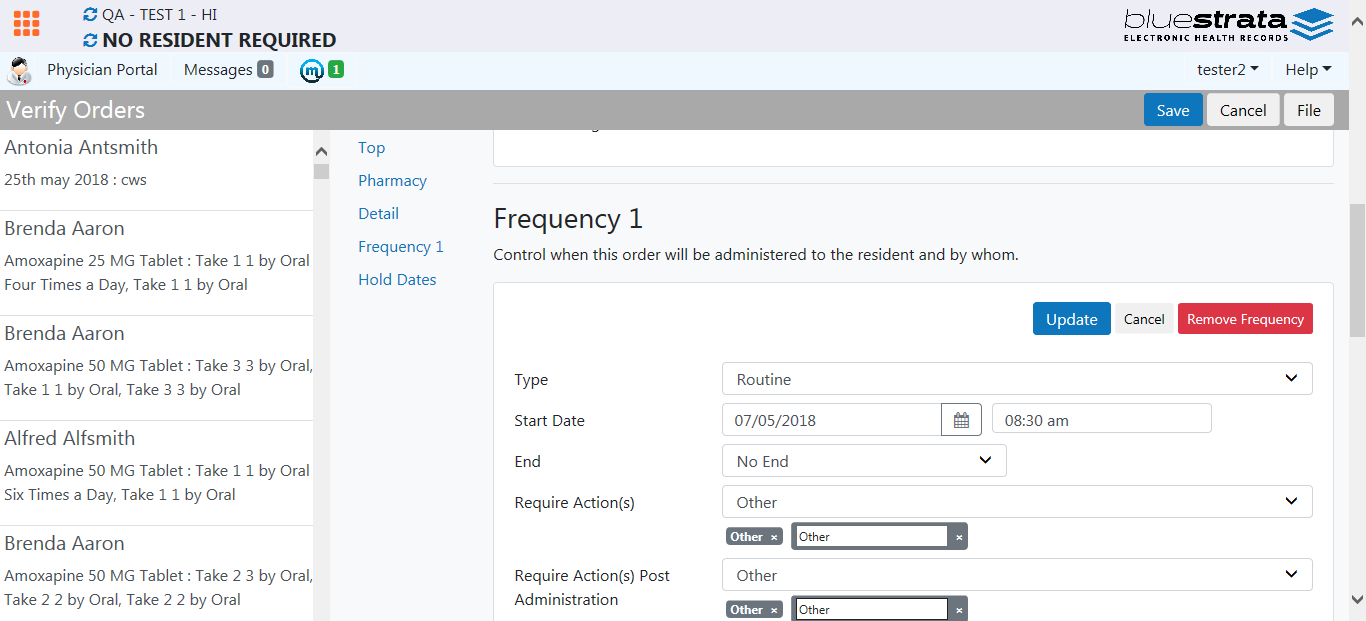 QA - TEST 1 - HI
NO RESIDENT REQUIRED
bluestrata
ELECTRONIC HEALTH RECORDS
Physician Portal
Messages 0
m 1
tester2
Help
Verify Orders
Save
Cancel
File
Antonia Antsmith
25th may 2018 : cws
Brenda Aaron
Amoxapine 25 MG Tablet : Take 1 1 by Oral
Four Times a Day, Take 1 1 by Oral
Brenda Aaron
Amoxapine 50 MG Tablet : Take 3 3 by Oral,
Take 1 1 by Oral, Take 3 3 by Oral
Alfred Alfsmith
Amoxapine 50 MG Tablet : Take 1 1 by Oral
Six Times a Day, Take 1 1 by Oral
Brenda Aaron
Amoxapine 50 MG Tablet : Take 2 3 by Oral,
Take 2 2 by Oral, Take 2 2 by Oral
Top
Pharmacy
Detail
Frequency 1
Hold Dates
Frequency 1
Control when this order will be administered to the resident and by whom.
Update
Cancel
Remove Frequency
Type
Routine
Start Date
07/05/2018
08:30 am
End
No End
Require Action(s)
Other
Other ×
Other ×
Require Action(s) Post
Administration
Other
Other ×
Other ×